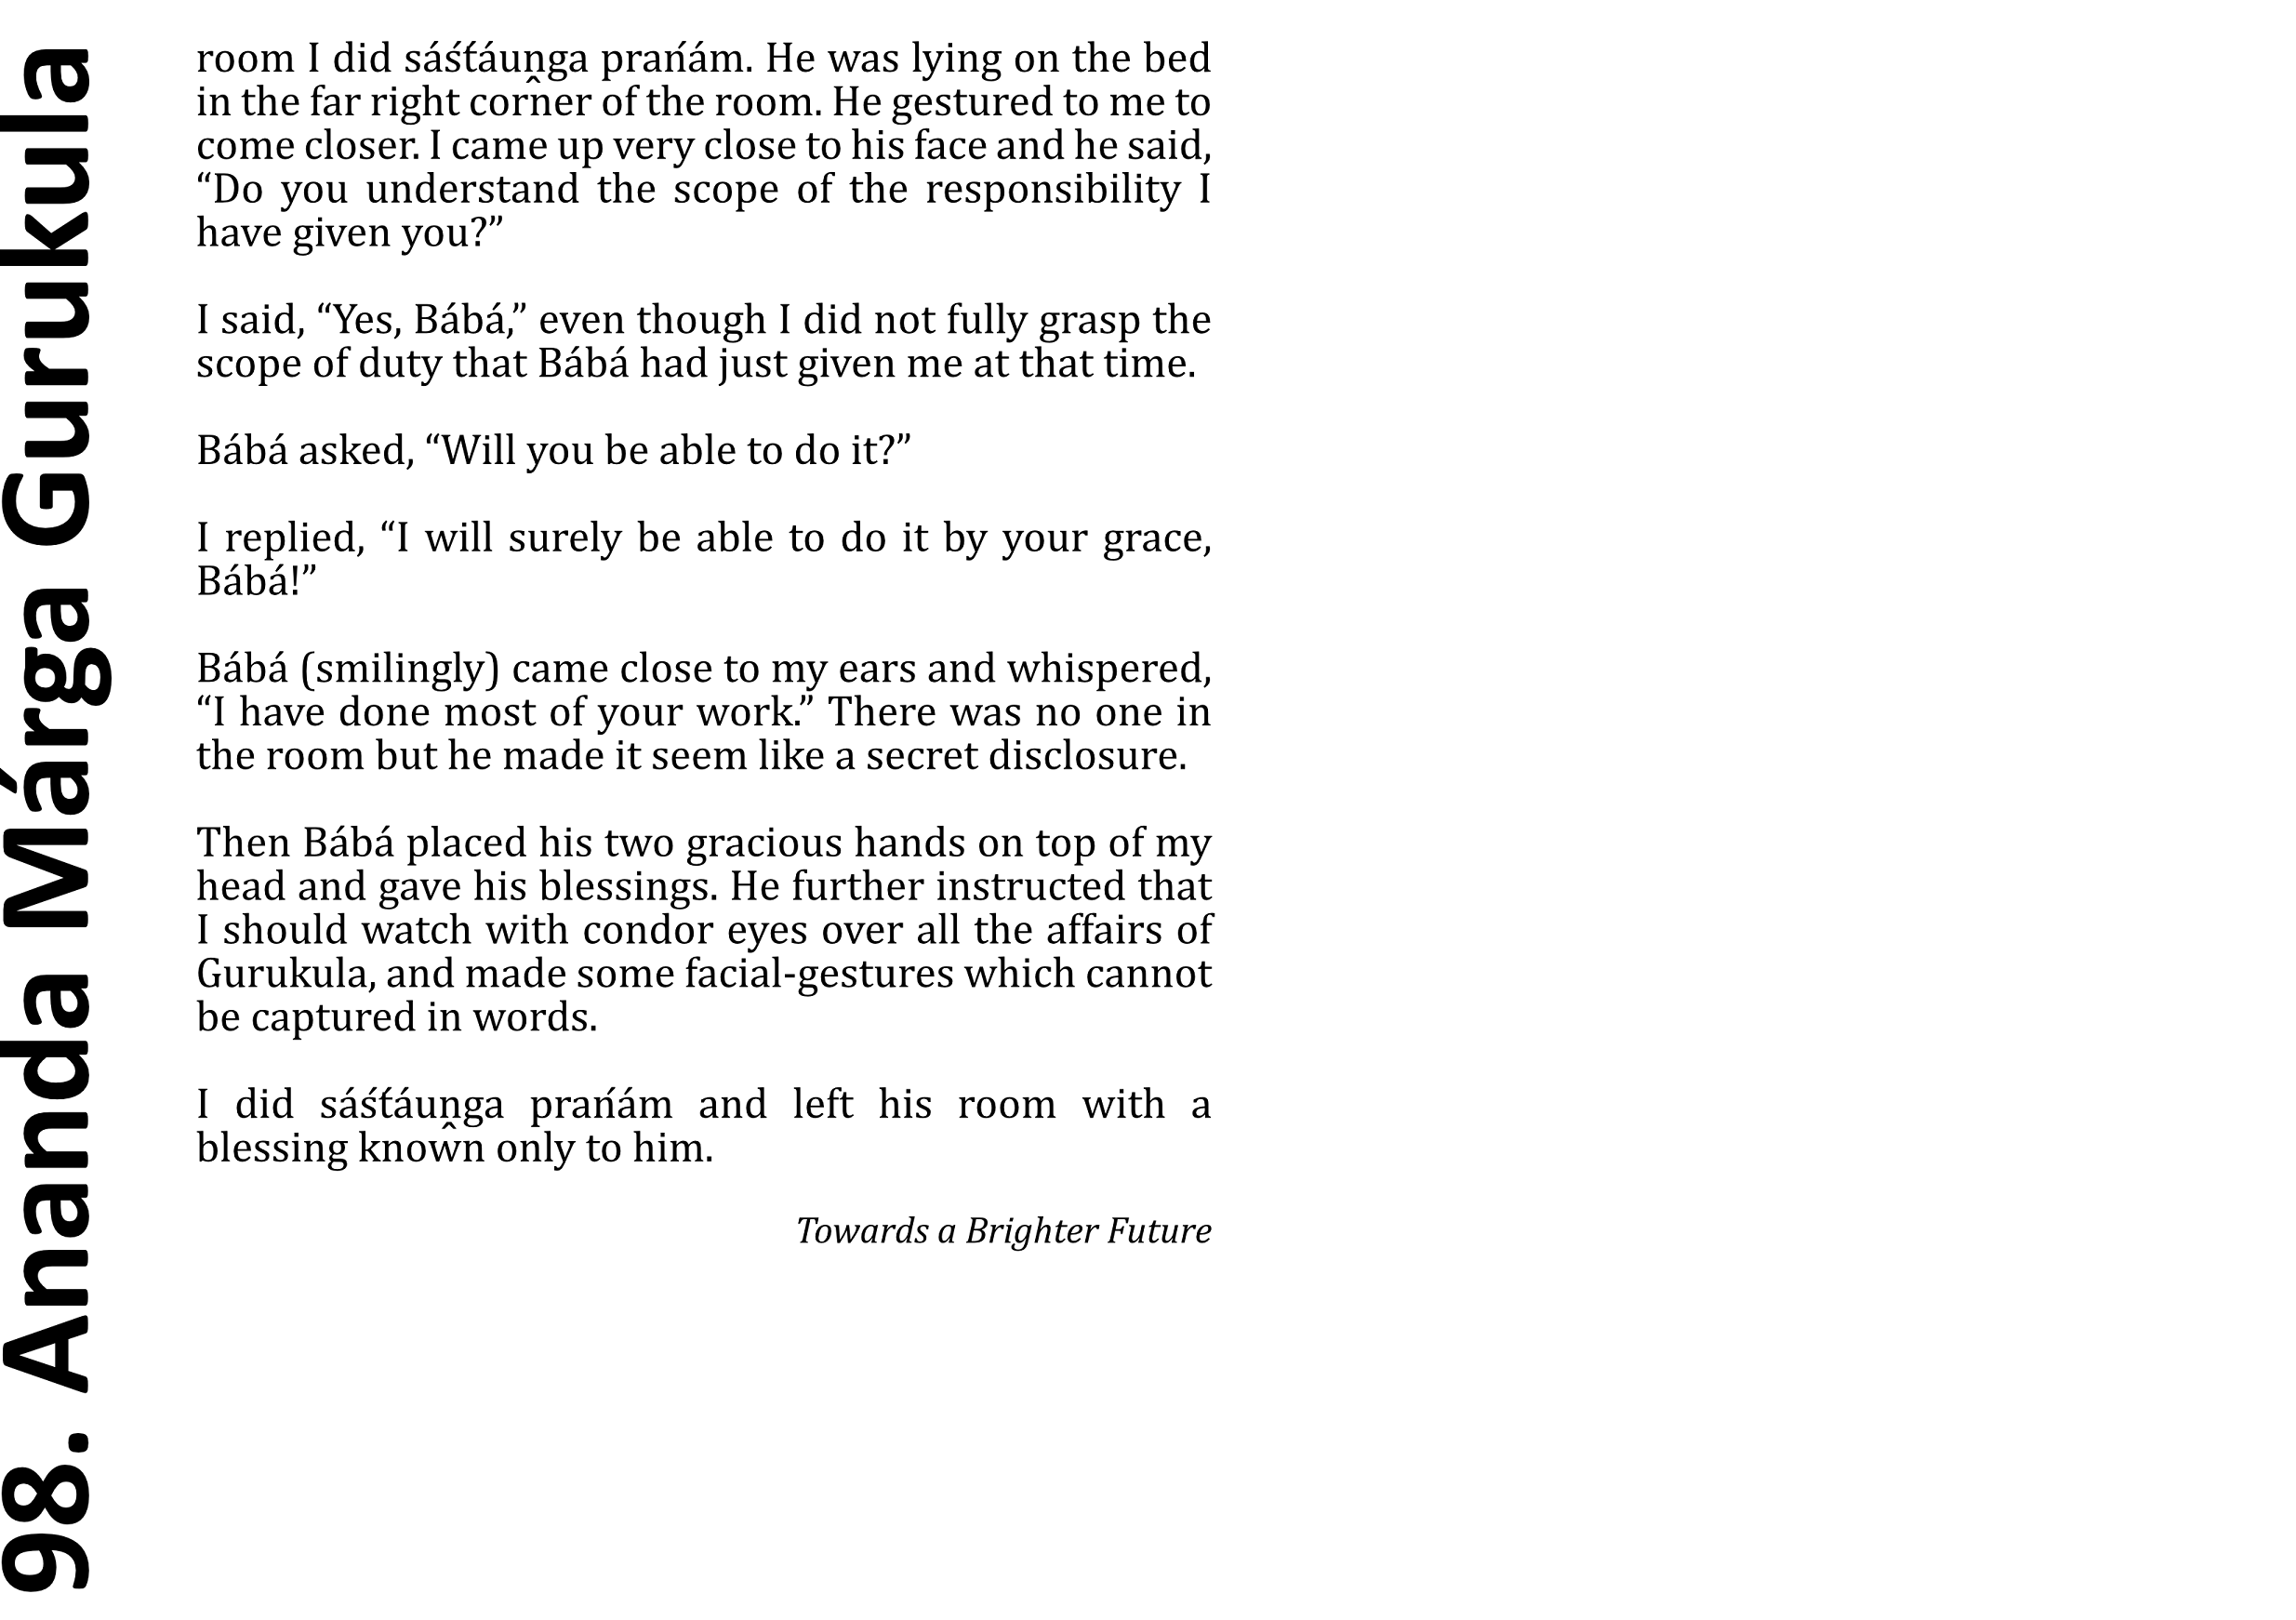 98. Ananda Márga Gurukula
room I did sáśt́áuṋga prańám. He was lying on the bed
in the far right corner of the room. He gestured to me to
come closer. I came up very close to his face and he said,
“Do you understand the scope of the responsibility I
have given you?”
I said, “Yes, Bábá,” even though I did not fully grasp the
scope of duty that Bábá had just given me at that time.
Bábá asked, “Will you be able to do it?”
I replied, “I will surely be able to do it by your grace,
Bábá!”
Bábá (smilingly) came close to my ears and whispered,
“I have done most of your work.” There was no one in
the room but he made it seem like a secret disclosure.
Then Bábá placed his two gracious hands on top of my
head and gave his blessings. He further instructed that
I should watch with condor eyes over all the affairs of
Gurukula, and made some facial-gestures which cannot
be captured in words.
I did sáśt́áuṋga prańám and left his room with a
blessing known only to him.
Towards a Brighter Future